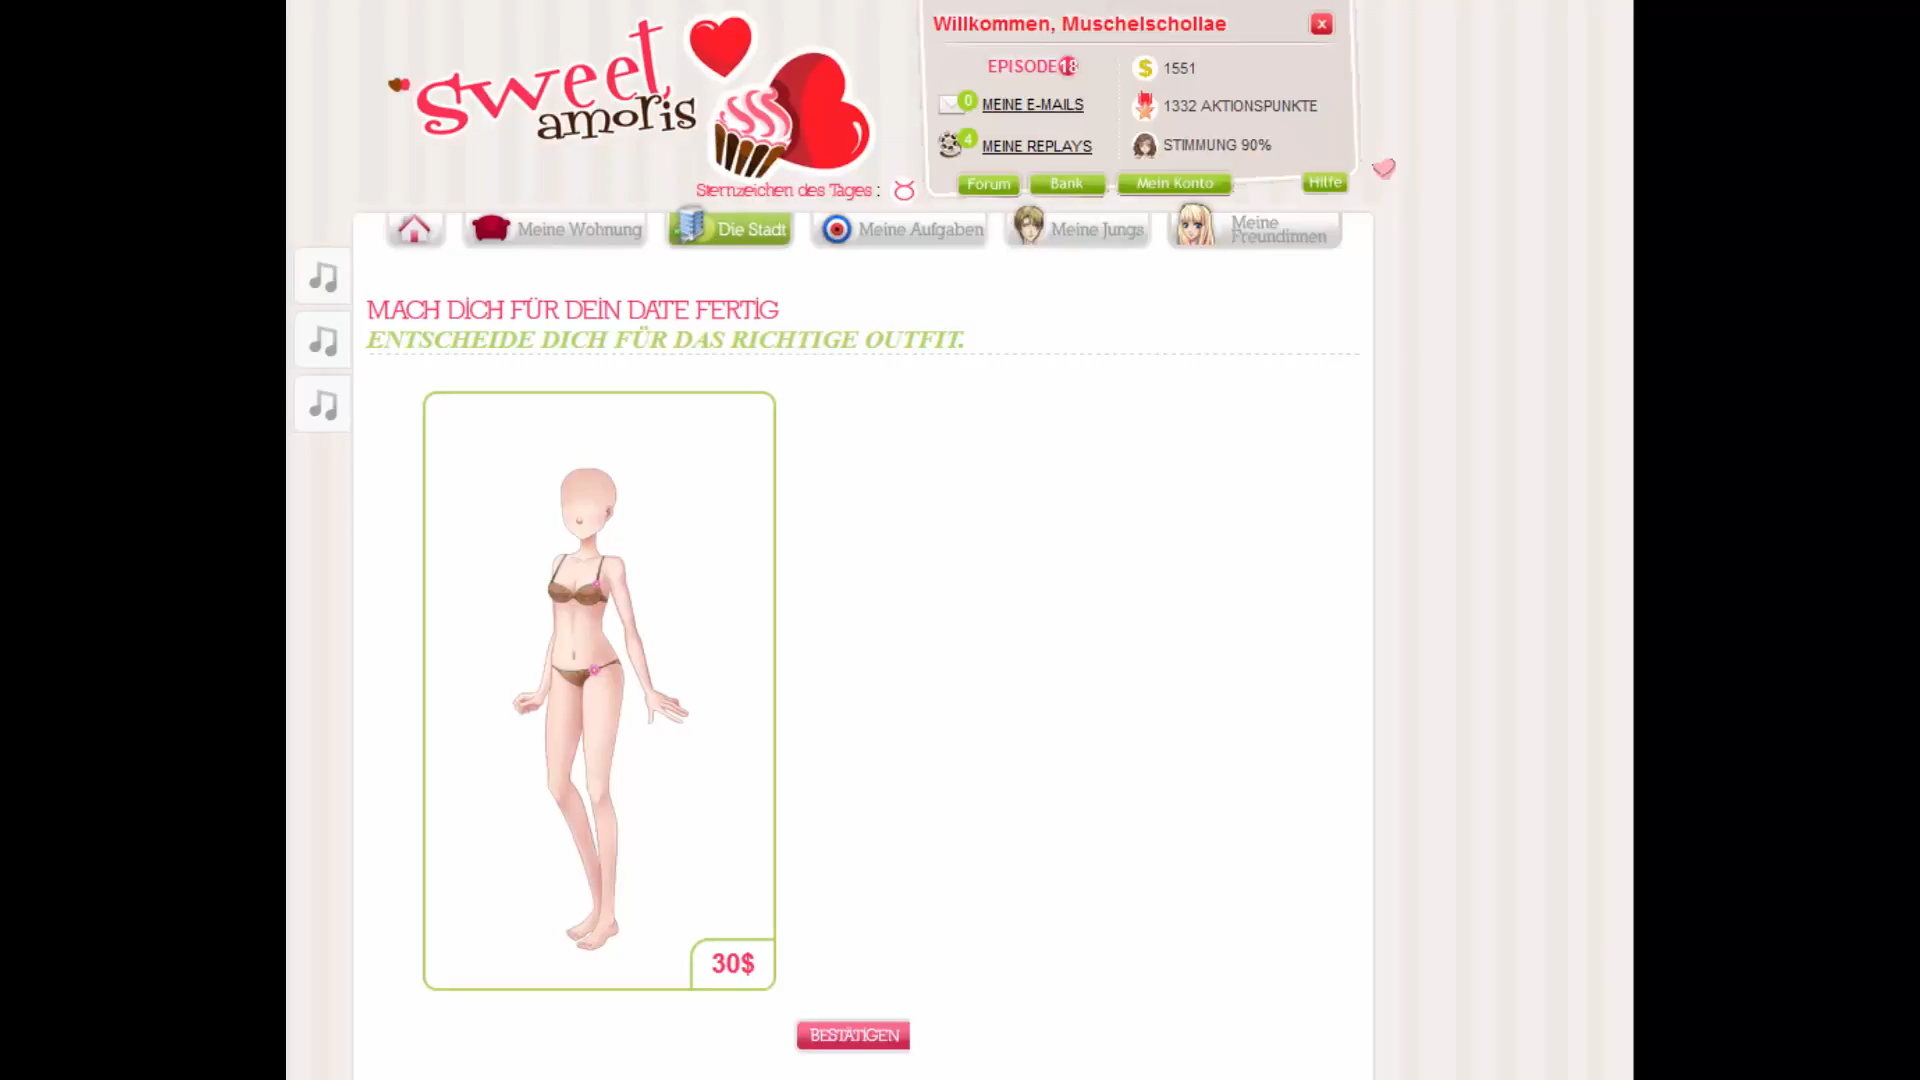 Sweet
amoris
Sternzeichen des Tages :
Willkommen, Muschelschollae
x
EPISODE 18
$ 1551
0 MEINE E-MAILS
1332 AKTIONSPUNKTE
4 MEINE REPLAYS
STIMMUNG 90%
Forum
Bank
Mein Konto
Hilfe
Meine Wohnung
Die Stadt
Meine Aufgaben
Meine Jungs
Meine
Freundinnen
MACH DICH FÜR DEIN DATE FERTIG
ENTSCHEIDE DICH FÜR DAS RICHTIGE OUTFIT.
30$
BESTÄTIGEN